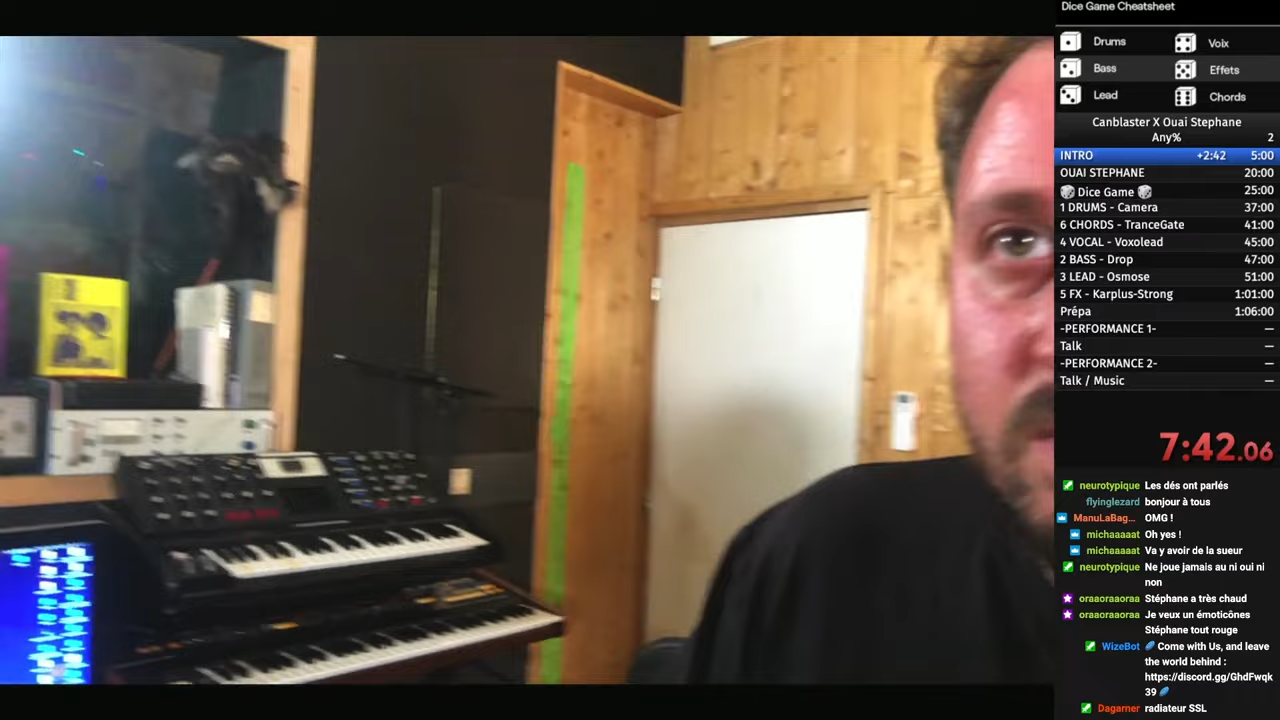 Dice Game Cheatsheet
Drums
Voix
Bass
Effets
Lead
Chords
Canblaster X Ouai Stephane
Any% 2
INTRO +2:42 5:00
OUAI STEPHANE 20:00
🎲 Dice Game 🎲 25:00
1 DRUMS - Camera 37:00
6 CHORDS - TranceGate 41:00
4 VOCAL - Voxolead 45:00
2 BASS - Drop 47:00
3 LEAD - Osmose 51:00
5 FX - Karplus-Strong 1:01:00
Prépa 1:06:00
-PERFORMANCE 1- —
Talk —
-PERFORMANCE 2- —
Talk / Music —
7:42.06
neurotypique Les dés ont parlés
flyinglezard bonjour à tous
ManuLaBag... OMG !
michaaaaat Oh yes !
michaaaaat Va y avoir de la sueur
neurotypique Ne joue jamais au ni oui ni
non
oraaoraaoraa Stéphane a très chaud
oraaoraaoraa Je veux un émoticônes
Stéphane tout rouge
WizeBot Come with Us, and leave
the world behind :
https://discord.gg/GhdFwqk
39
Dagarner radiateur SSL